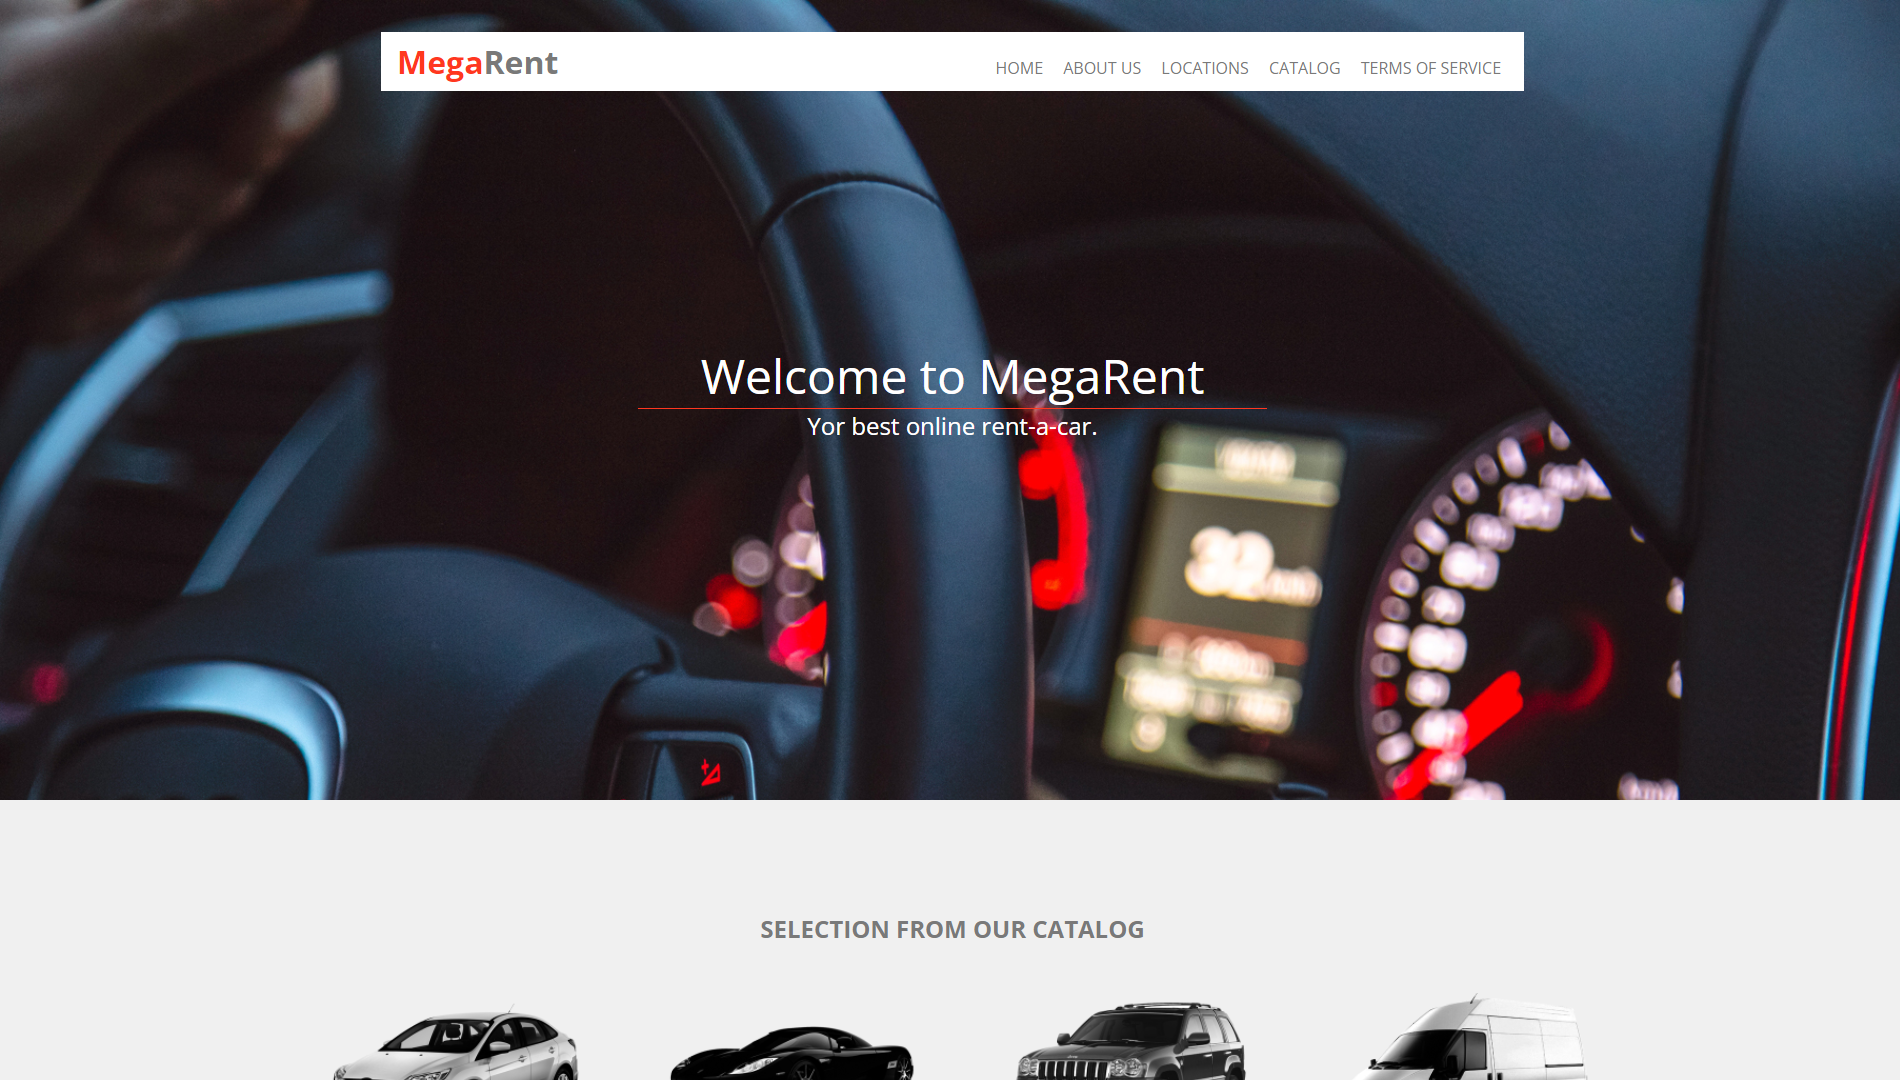 MegaRent
HOME ABOUT US LOCATIONS CATALOG TERMS OF SERVICE
Welcome to MegaRent
Yor best online rent-a-car.
32
SELECTION FROM OUR CATALOG